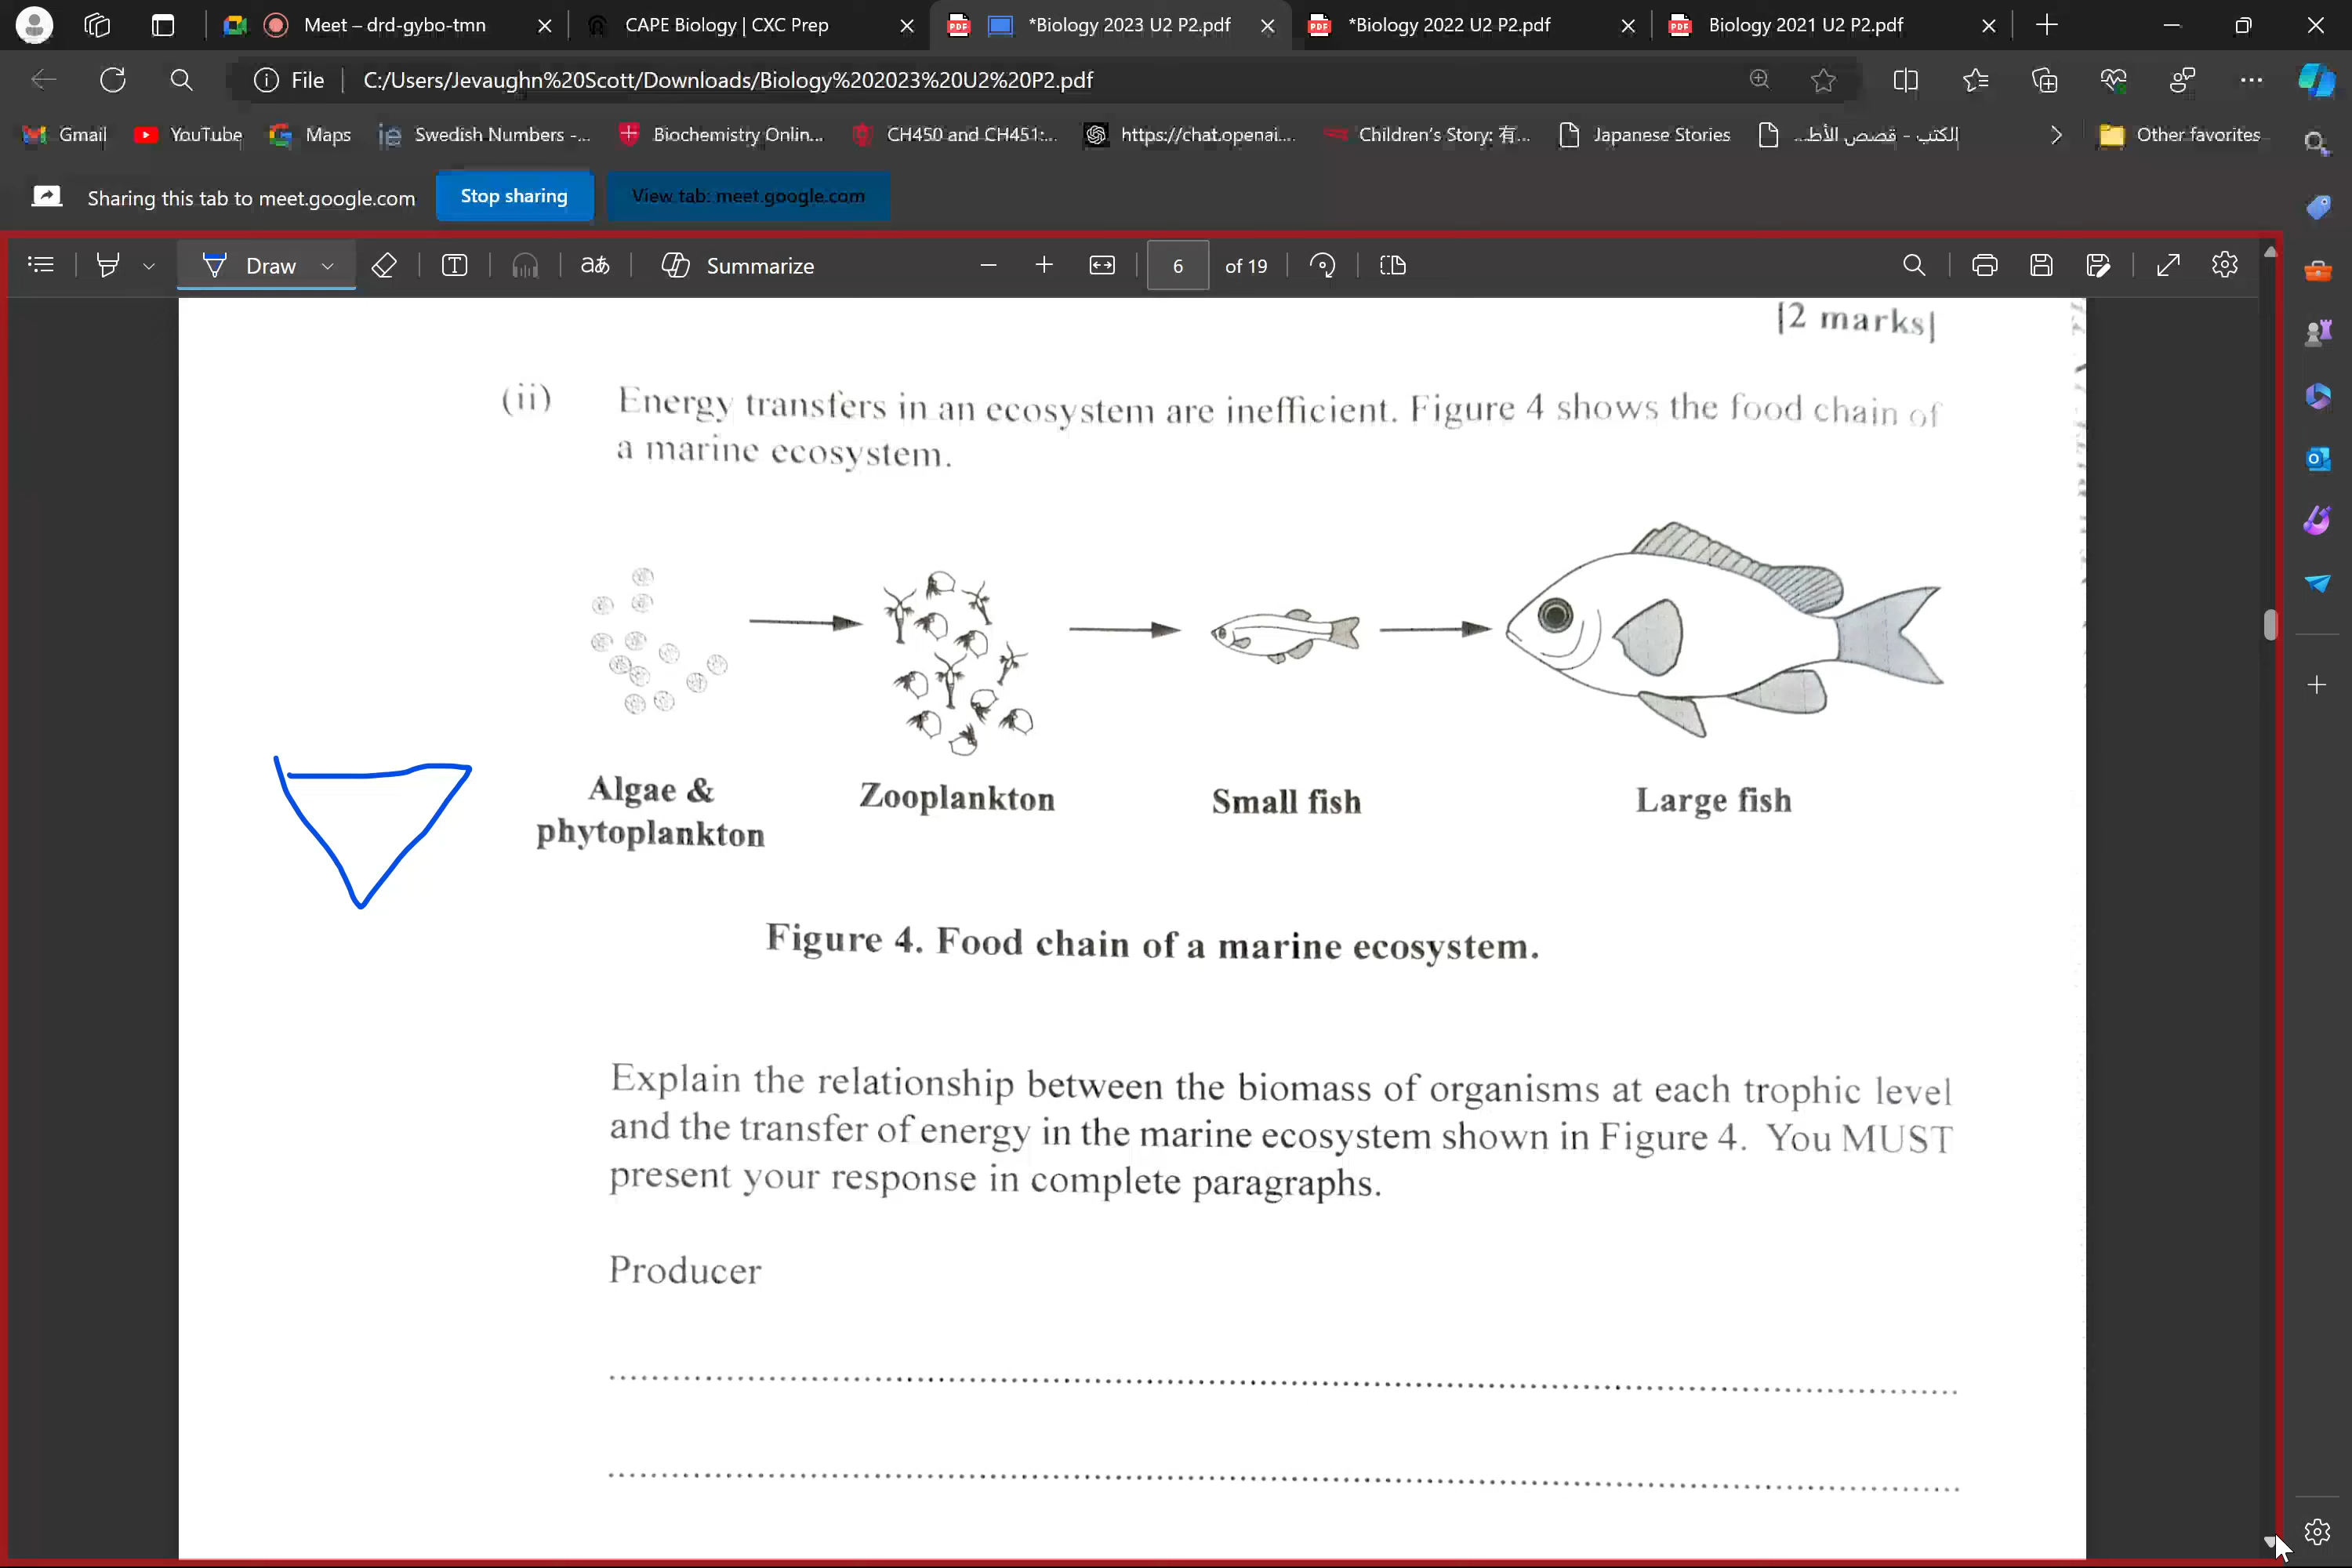 Meet – drd-gybo-tmn
CAPE Biology | CXC Prep
*Biology 2023 U2 P2.pdf
*Biology 2022 U2 P2.pdf
Biology 2021 U2 P2.pdf
File
C:/Users/Jevaughn%20Scott/Downloads/Biology%202023%20U2%20P2.pdf
Gmail
YouTube
Maps
Swedish Numbers -...
Biochemistry Onlin...
CH450 and CH451:...
https://chat.openai...
Children's Story: 有...
Japanese Stories
الكتب - قصص الأط...
Other favorites
Sharing this tab to meet.google.com
Stop sharing
View tab: meet.google.com
Draw
aあ
Summarize
6
of 19
[2 marks]
(ii) Energy transfers in an ecosystem are inefficient. Figure 4 shows the food chain of
a marine ecosystem.
Algae &
phytoplankton
Zooplankton
Small fish
Large fish
Figure 4. Food chain of a marine ecosystem.
Explain the relationship between the biomass of organisms at each trophic level
and the transfer of energy in the marine ecosystem shown in Figure 4. You MUST
present your response in complete paragraphs.
Producer